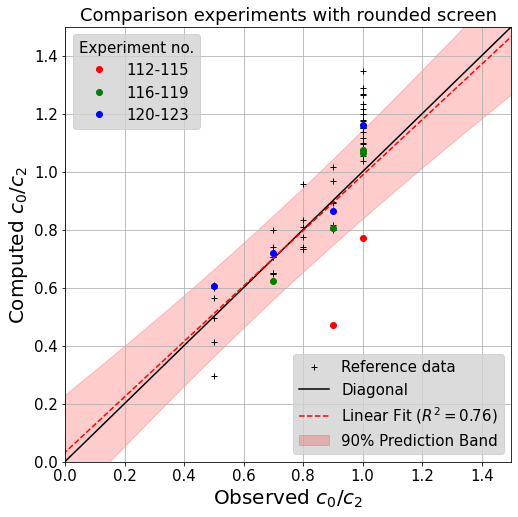 Comparison experiments with rounded screen
Experiment no.
112-115
116-119
120-123
Computed c₀/c₂
1.4
1.2
1.0
0.8
0.6
0.4
0.2
0.0
Reference data
Diagonal
Linear Fit (R² = 0.76)
90% Prediction Band
0.0 0.2 0.4 0.6 0.8 1.0 1.2 1.4
Observed c₀/c₂